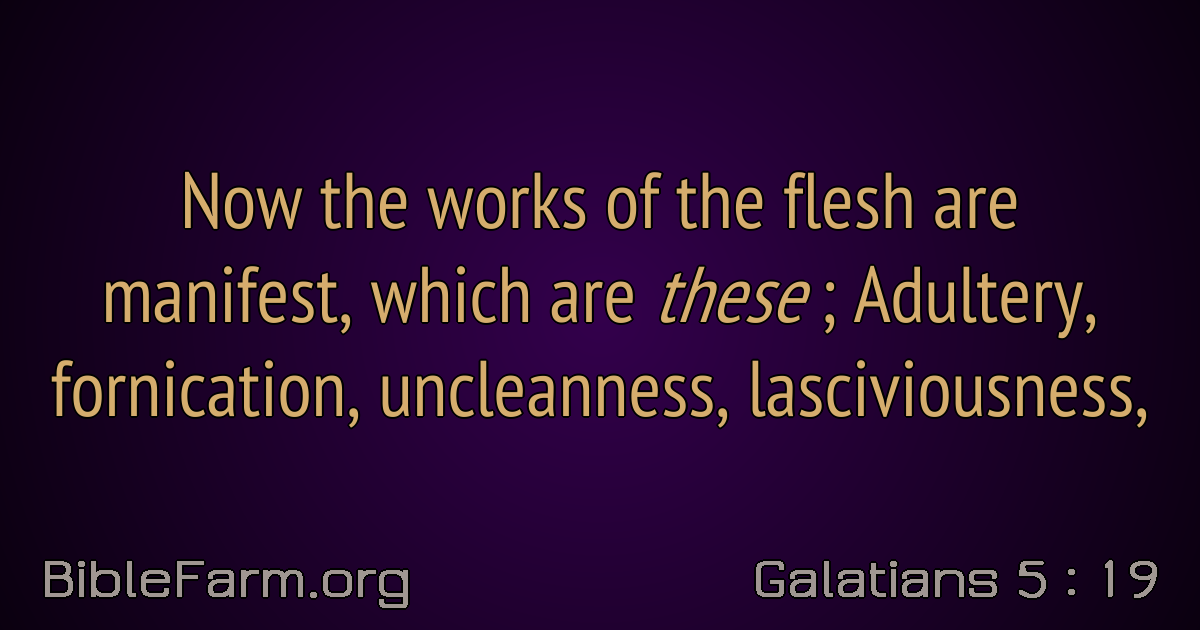 Now the works of the flesh are
manifest, which are these ; Adultery,
fornication, uncleanness, lasciviousness,
BibleFarm.org
Galatians 5 : 19